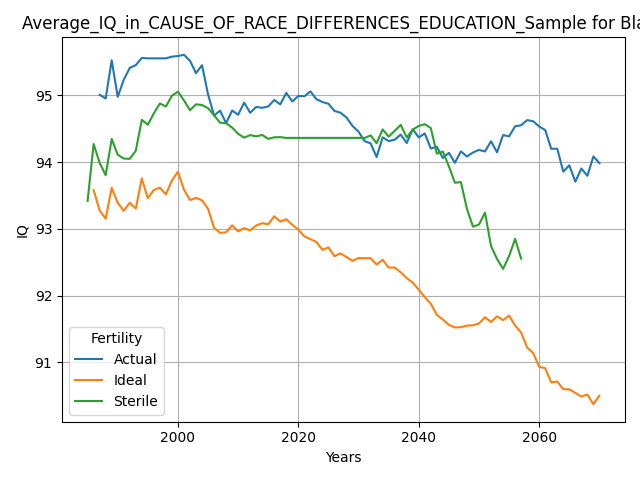 Average_IQ_in_CAUSE_OF_RACE_DIFFERENCES_EDUCATION_Sample for Bla
95
94
93
92
91
IQ
Fertility
Actual
Ideal
Sterile
2000 2020 2040 2060
Years